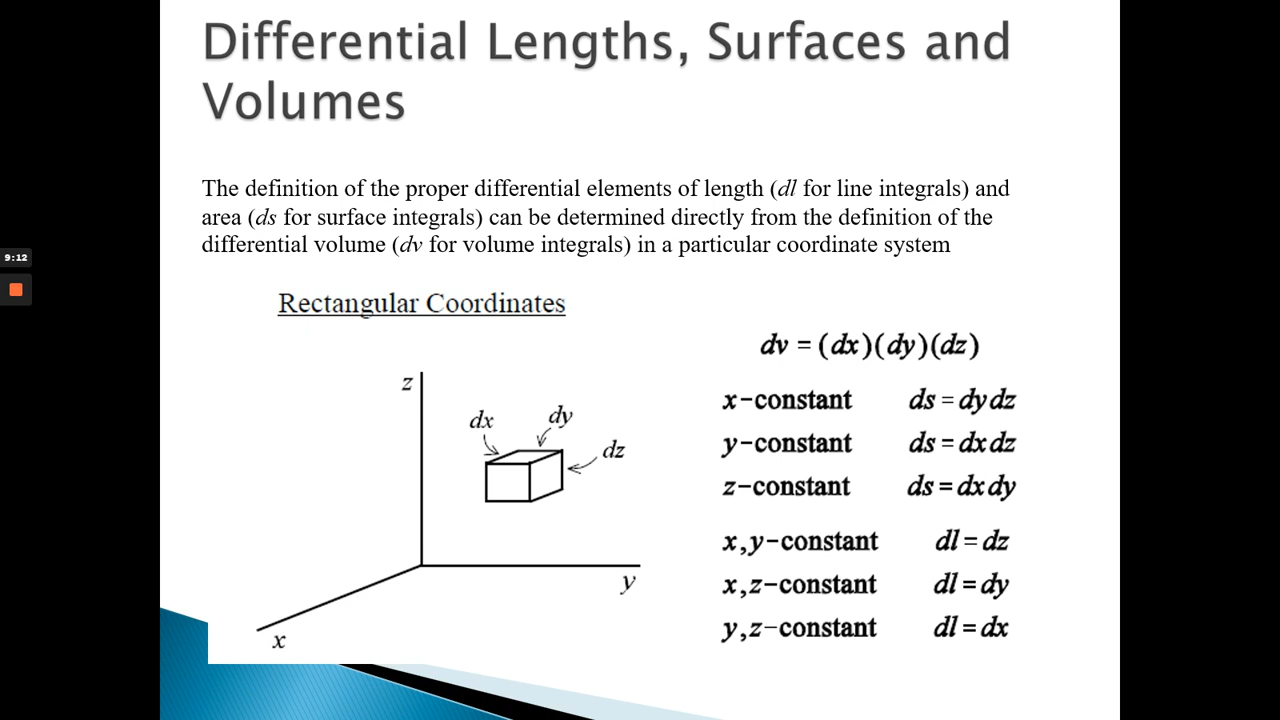 Differential Lengths, Surfaces and
Volumes
The definition of the proper differential elements of length (dl for line integrals) and
area (ds for surface integrals) can be determined directly from the definition of the
differential volume (dv for volume integrals) in a particular coordinate system
9:12
Rectangular Coordinates
z
dx
dy
dz
y
x
dv = (dx)(dy)(dz)
x-constant ds = dy dz
y-constant ds = dx dz
z-constant ds = dx dy
x,y-constant dl = dz
x,z-constant dl = dy
y,z-constant dl = dx